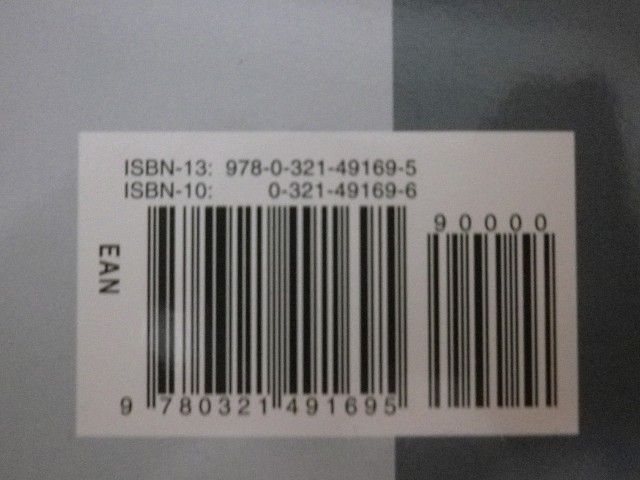 ISBN-13: 978-0-321-49169-5
ISBN-10: 0-321-49169-6
90000
EAN
9 780321 491695